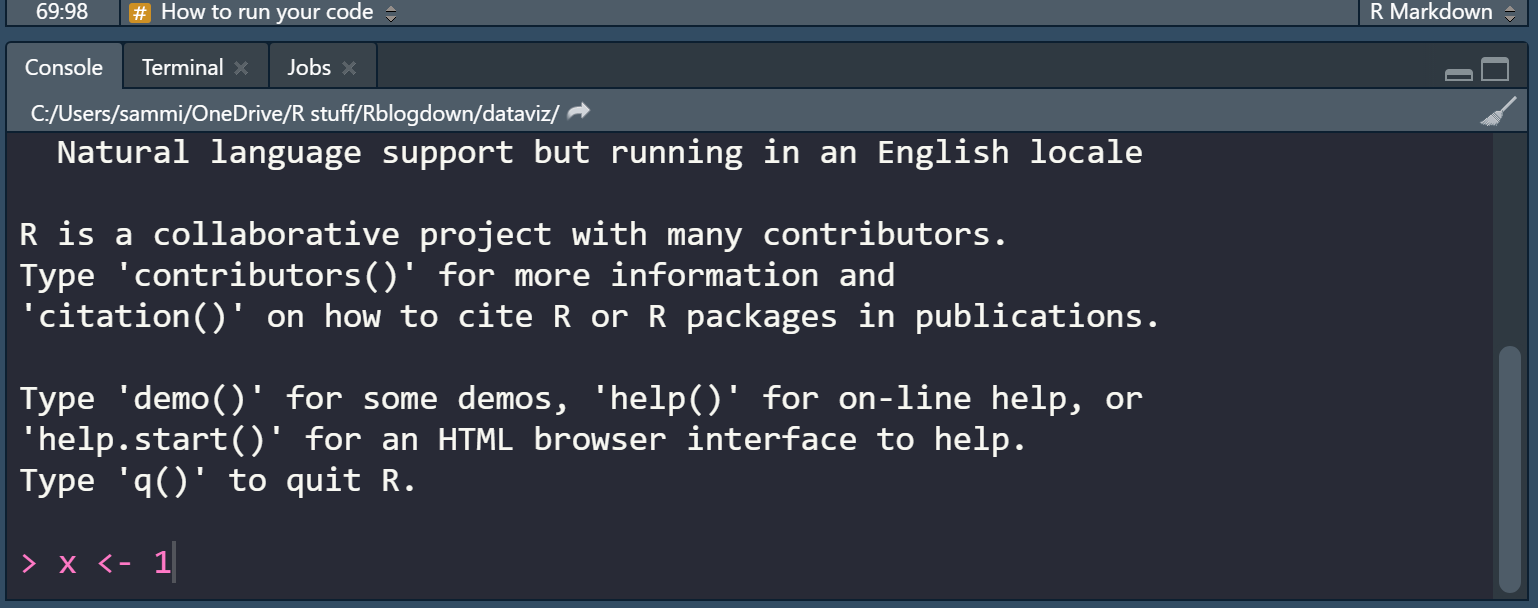 69:98 # How to run your code R Markdown
Console Terminal Jobs
C:/Users/sammi/OneDrive/R stuff/Rblogdown/dataviz/
Natural language support but running in an English locale
R is a collaborative project with many contributors.
Type 'contributors()' for more information and
'citation()' on how to cite R or R packages in publications.
Type 'demo()' for some demos, 'help()' for on-line help, or
'help.start()' for an HTML browser interface to help.
Type 'q()' to quit R.
> x <- 1